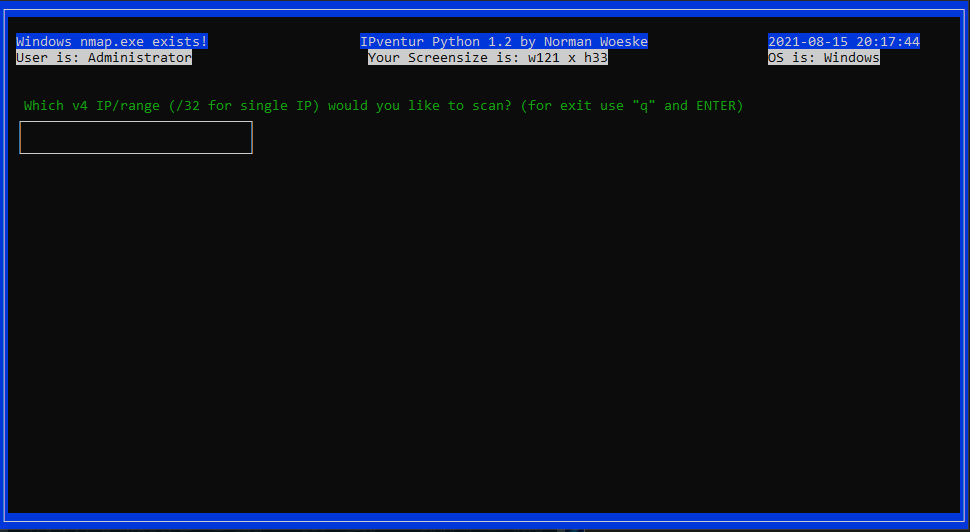 Windows nmap.exe exists! IPventur Python 1.2 by Norman Woeske 2021-08-15 20:17:44
User is: Administrator Your Screensize is: w121 x h33 OS is: Windows
Which v4 IP/range (/32 for single IP) would you like to scan? (for exit use "q" and ENTER)